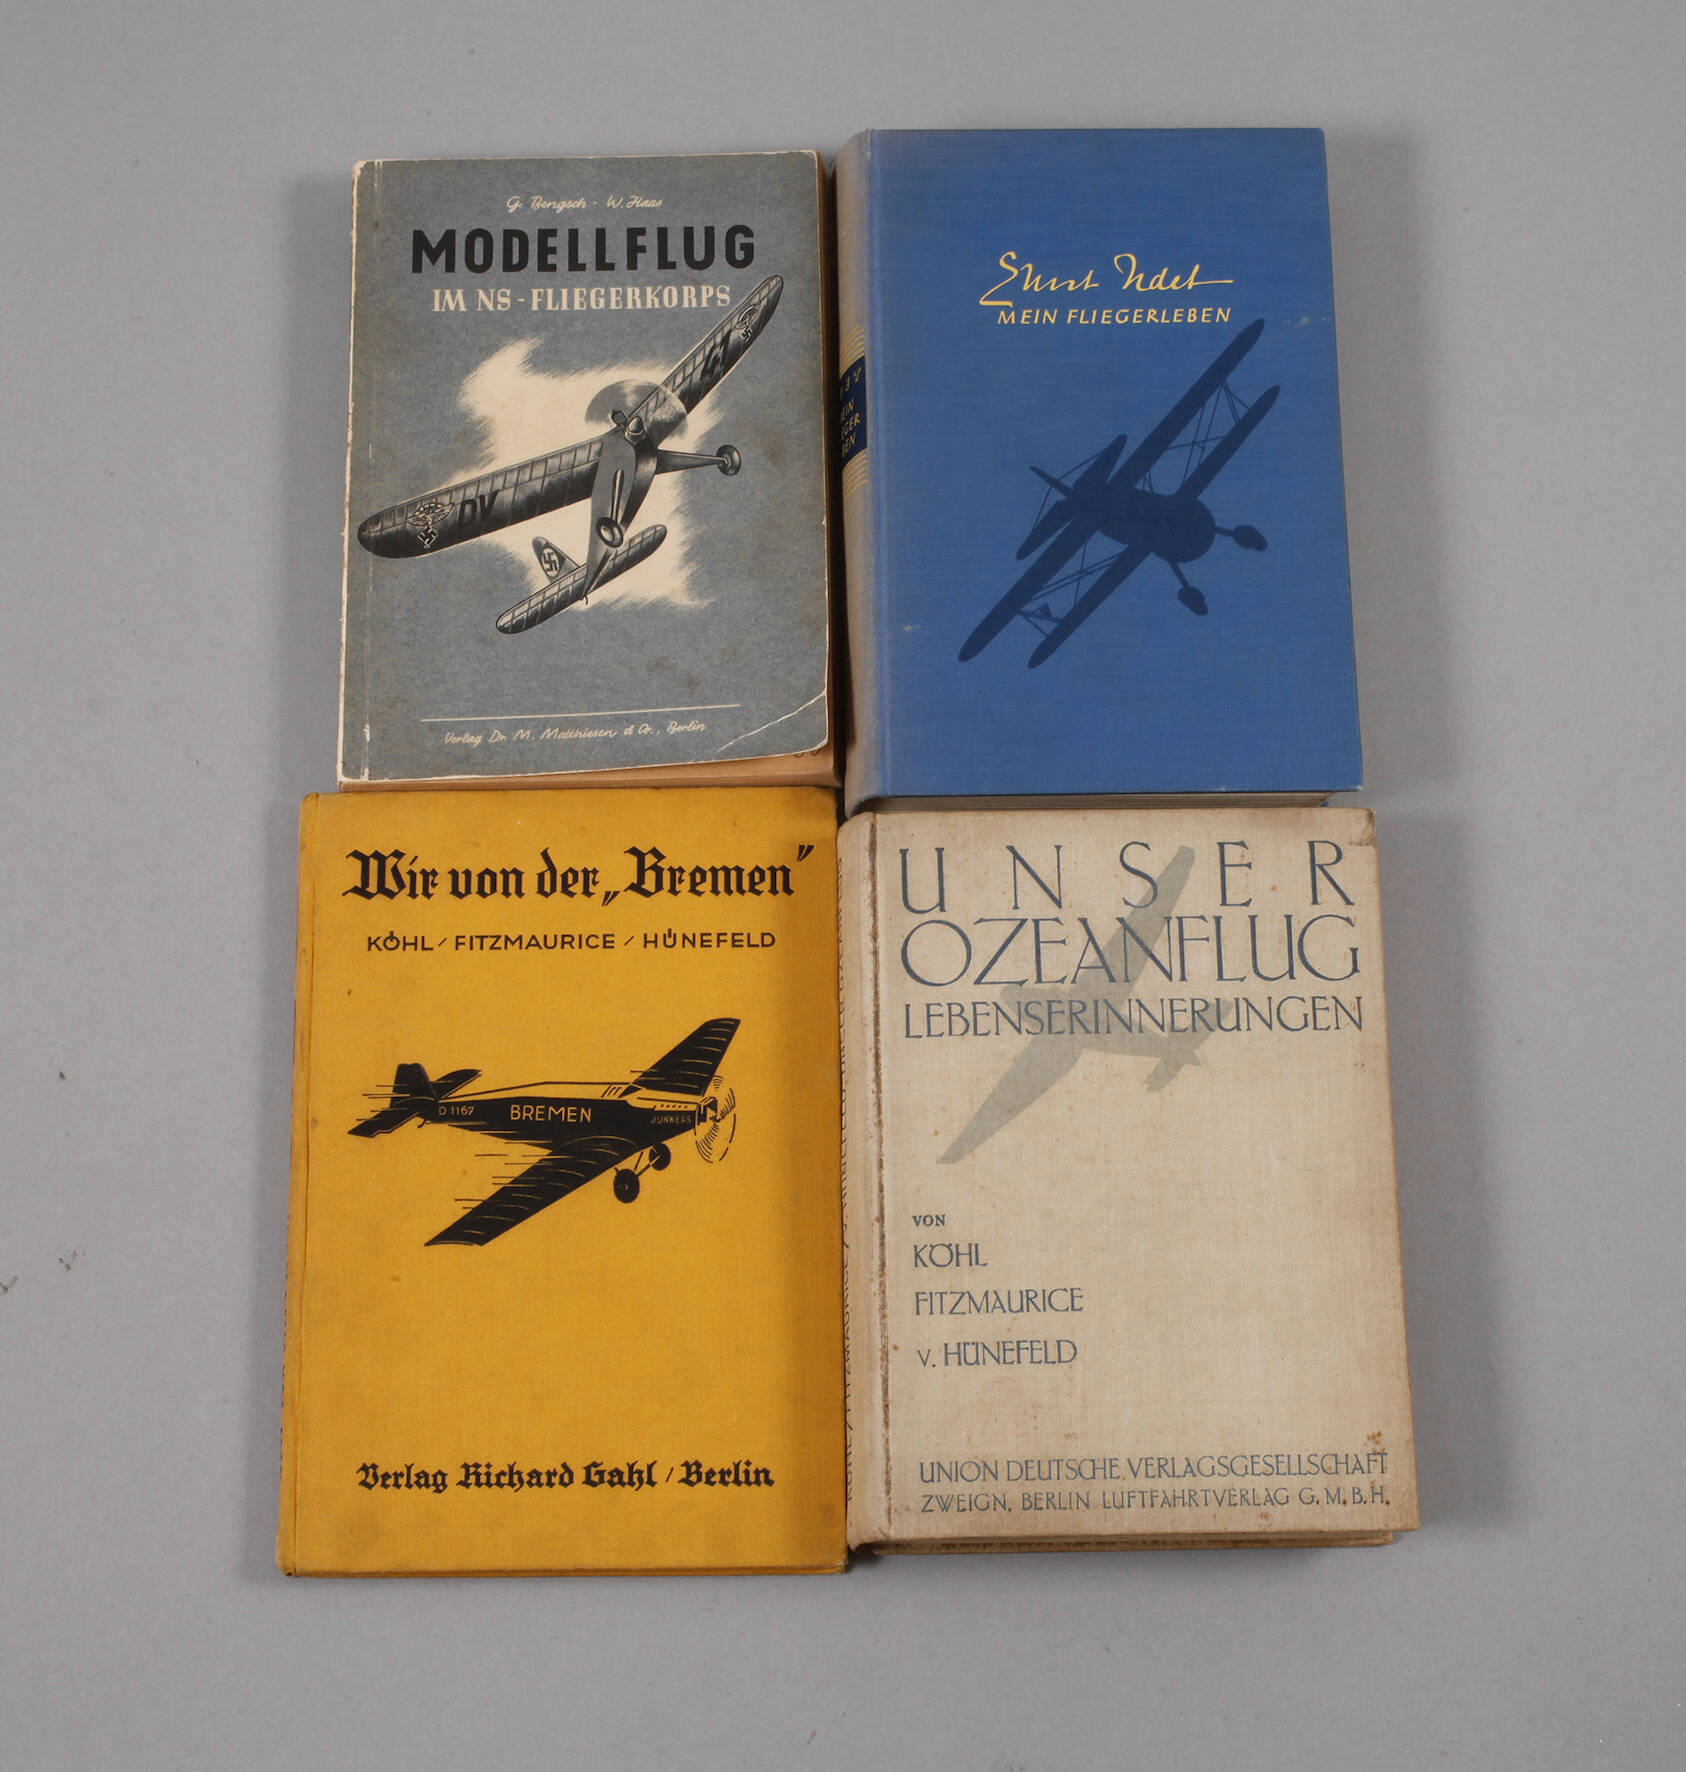 G. Bengsch - W. Haas
MODELLFLUG
IM NS-FLIEGERKORPS
41
DV
Verlag Dr. M. Matthiesen & Co., Berlin
Ernst Udet
MEIN FLIEGERLEBEN
Wir von der „Bremen"
KÖHL / FITZMAURICE / HÜNEFELD
D 1167 BREMEN JUNKERS
Verlag Richard Gahl / Berlin
UNSER
OZEANFLUG
LEBENSERINNERUNGEN
VON
KÖHL
FITZMAURICE
V. HÜNEFELD
UNION DEUTSCHE VERLAGSGESELLSCHAFT
ZWEIGN. BERLIN LUFTFAHRTVERLAG G.M.B.H.